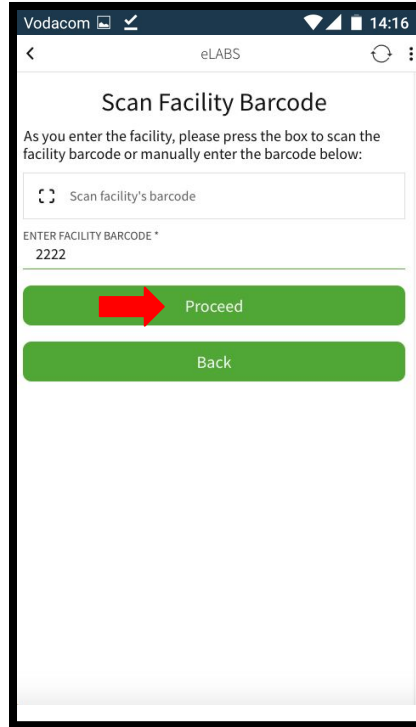 Vodacom 14:16
eLABS
Scan Facility Barcode
As you enter the facility, please press the box to scan the
facility barcode or manually enter the barcode below:
Scan facility's barcode
ENTER FACILITY BARCODE *
2222
Proceed
Back